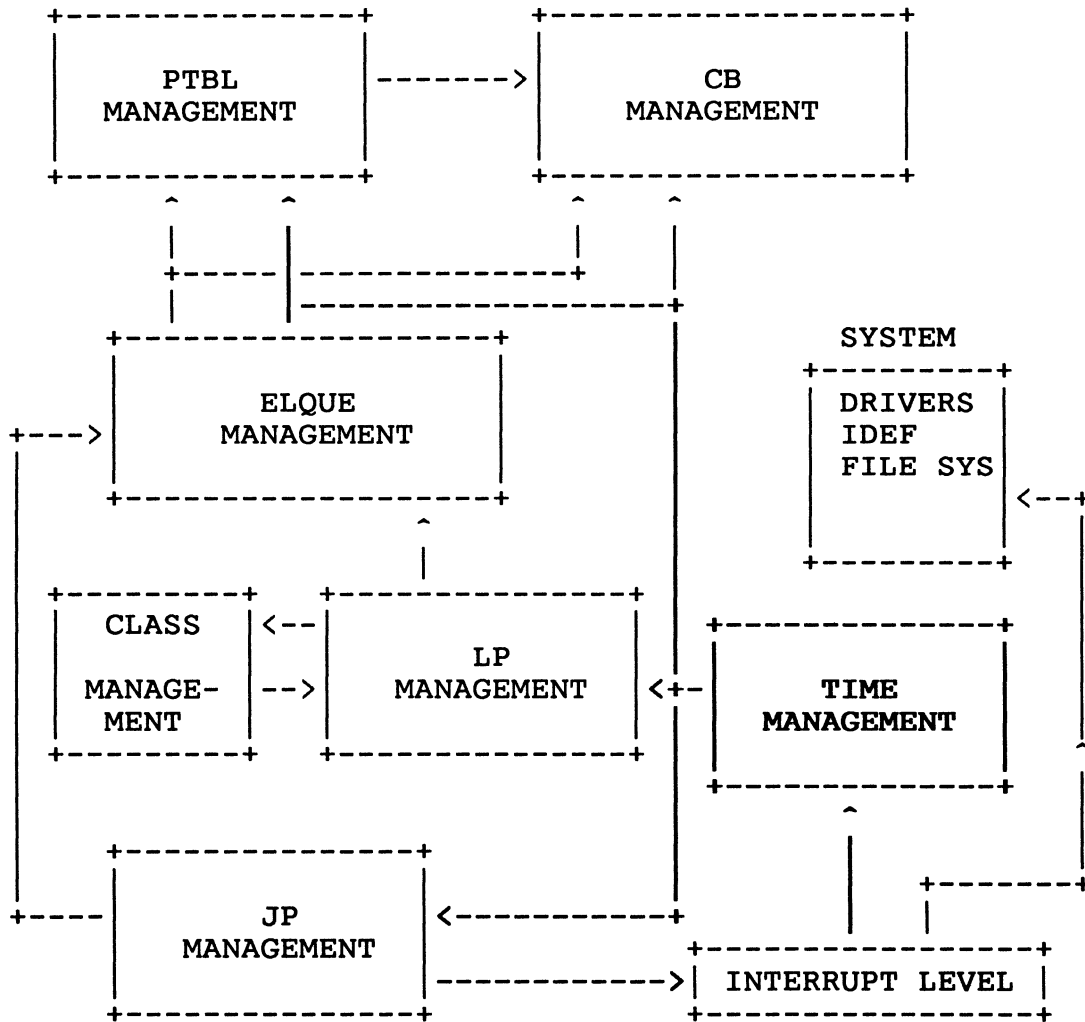 PTBL
MANAGEMENT
CB
MANAGEMENT
ELQUE
MANAGEMENT
SYSTEM
DRIVERS
IDEF
FILE SYS
CLASS
MANAGE-
MENT
LP
MANAGEMENT
TIME
MANAGEMENT
JP
MANAGEMENT
INTERRUPT LEVEL